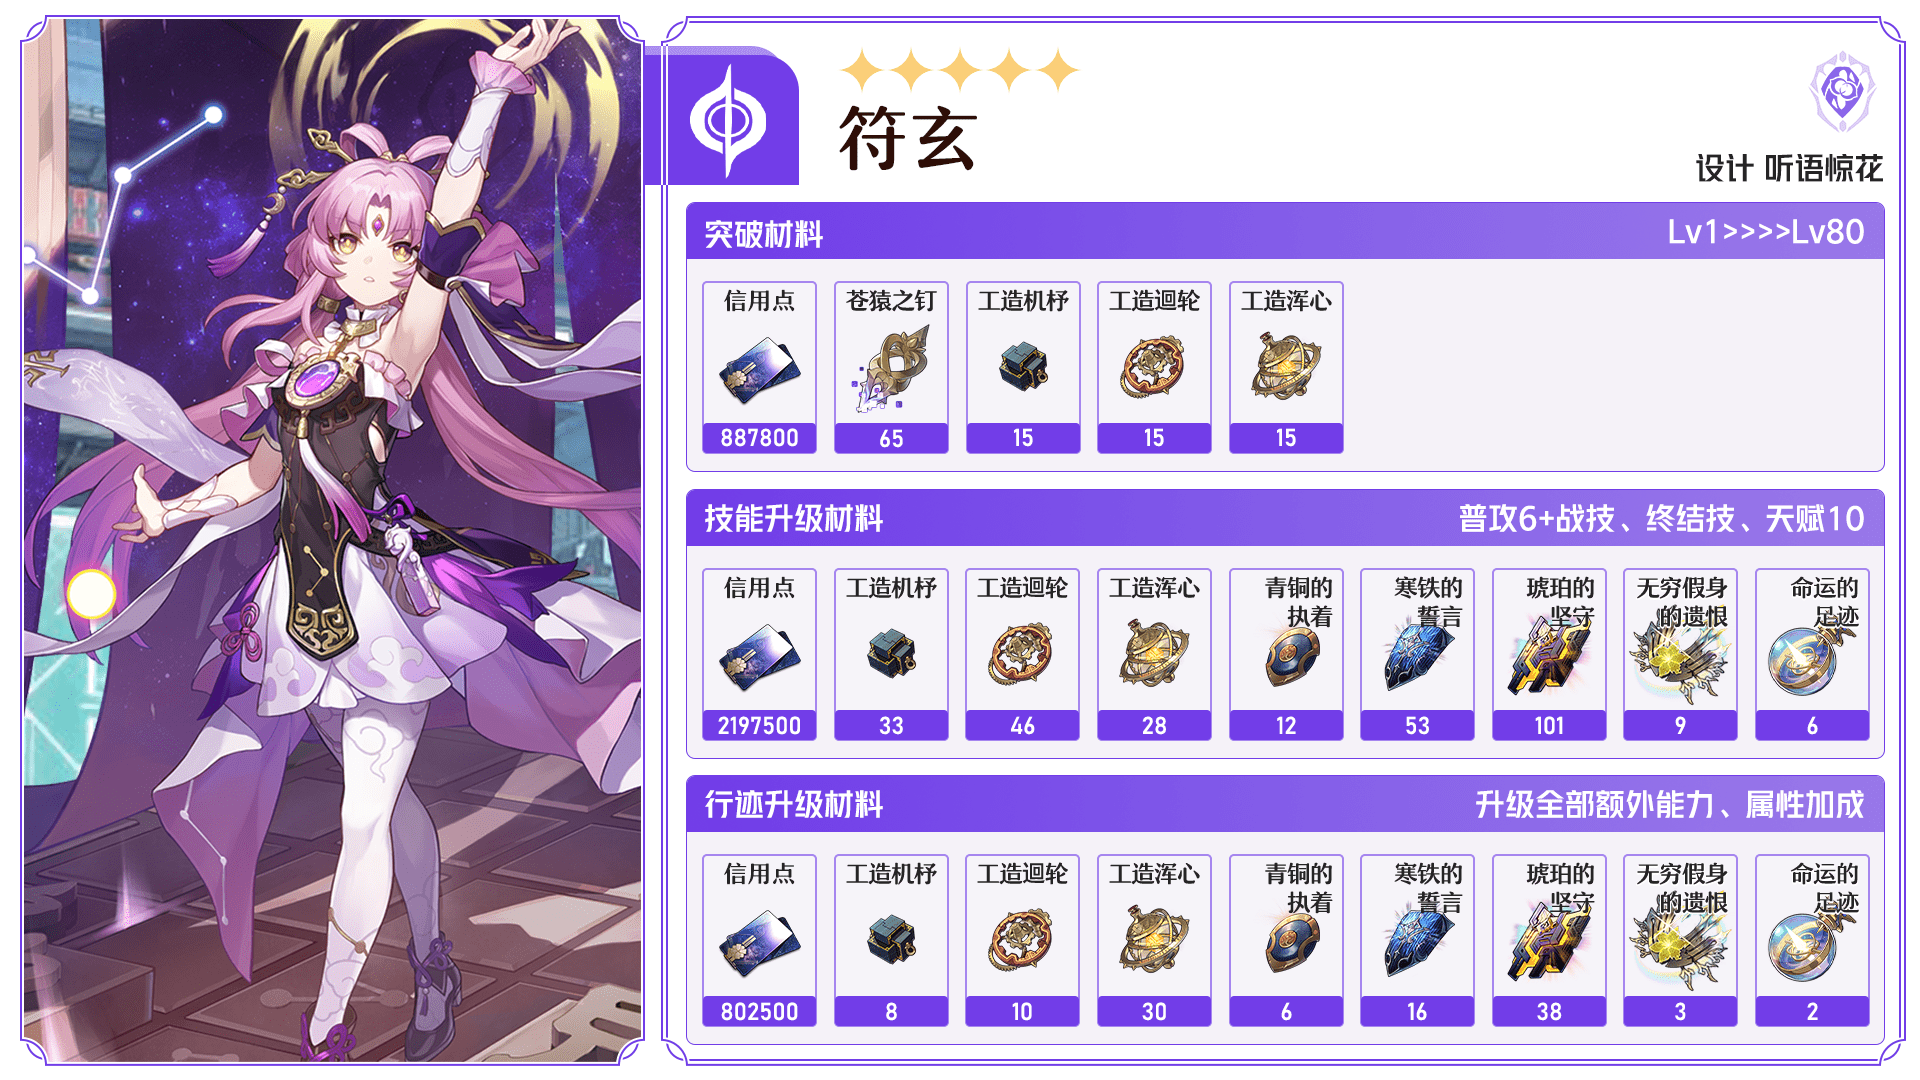 符玄
设计 听语惊花
突破材料 Lv1>>>>Lv80
信用点 苍猿之钉 工造机杼 工造迴轮 工造浑心
887800 65 15 15 15
技能升级材料 普攻6+战技、终结技、天赋10
信用点 工造机杼 工造迴轮 工造浑心 青铜的 寒铁的 琥珀的 无穷假身 命运的
执着 誓言 坚守 的遗恨 足迹
2197500 33 46 28 12 53 101 9 6
行迹升级材料 升级全部额外能力、属性加成
信用点 工造机杼 工造迴轮 工造浑心 青铜的 寒铁的 琥珀的 无穷假身 命运的
执着 誓言 坚守 的遗恨 足迹
802500 8 10 30 6 16 38 3 2